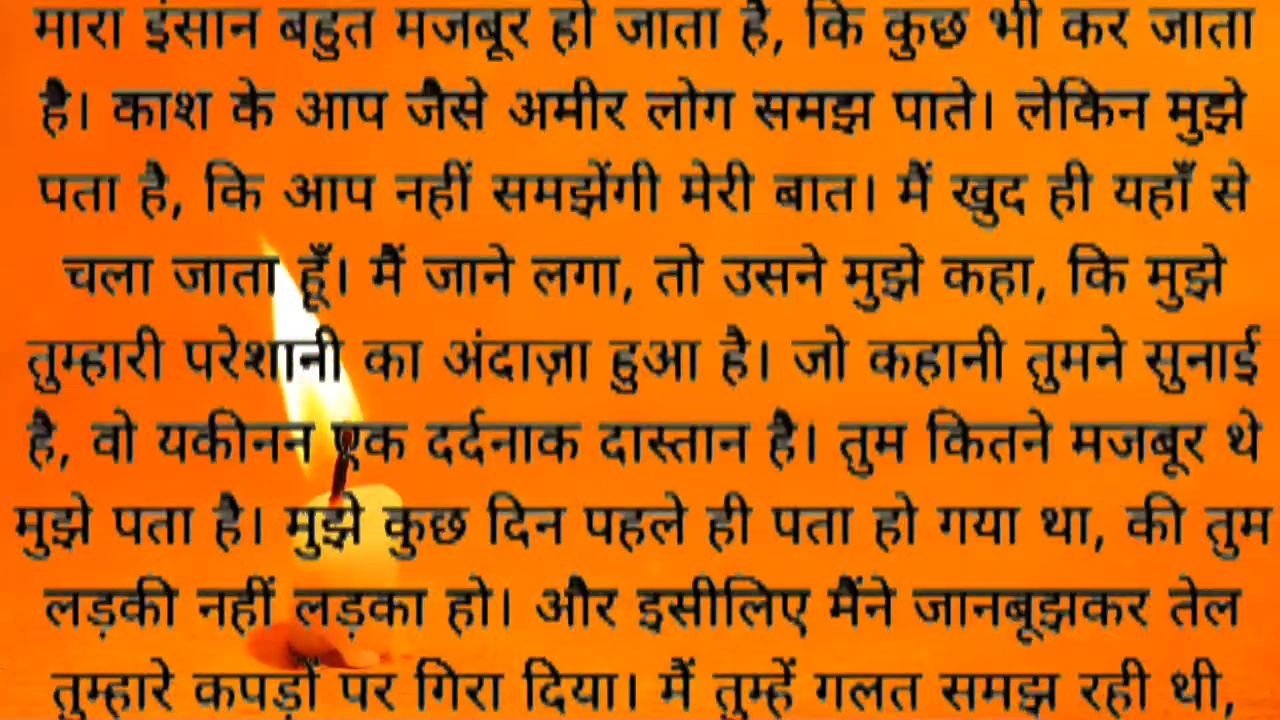 मारा इंसान बहुत मजबूर हो जाता है, कि कुछ भी कर जाता
है। काश के आप जैसे अमीर लोग समझ पाते। लेकिन मुझे
पता है, कि आप नहीं समझेंगी मेरी बात। मैं खुद ही यहाँ से
चला जाता हूँ। मैं जाने लगा, तो उसने मुझे कहा, कि मुझे
तुम्हारी परेशानी का अंदाज़ा हुआ है। जो कहानी तुमने सुनाई
है, वो यकीनन एक दर्दनाक दास्तान है। तुम कितने मजबूर थे
मुझे पता है। मुझे कुछ दिन पहले ही पता हो गया था, की तुम
लड़की नहीं लड़का हो। और इसीलिए मैंने जानबूझकर तेल
तुम्हारे कपड़ों पर गिरा दिया। मैं तुम्हें गलत समझ रही थी,